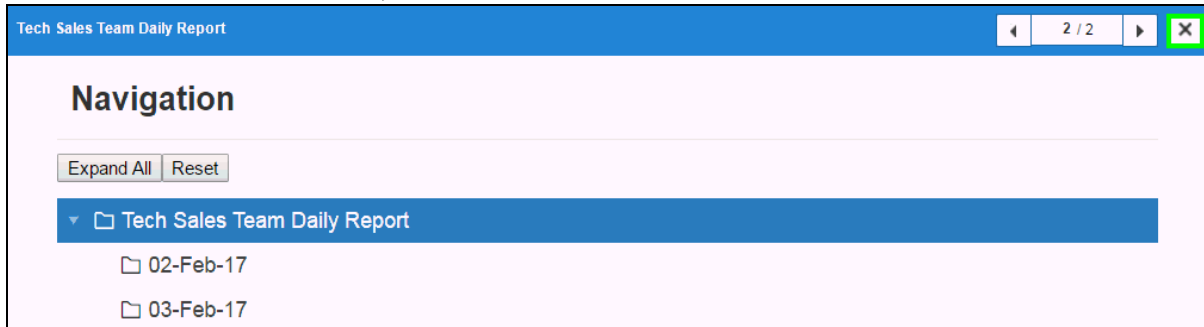 Tech Sales Team Daily Report
2 / 2
Navigation
Expand All Reset
Tech Sales Team Daily Report
02-Feb-17
03-Feb-17